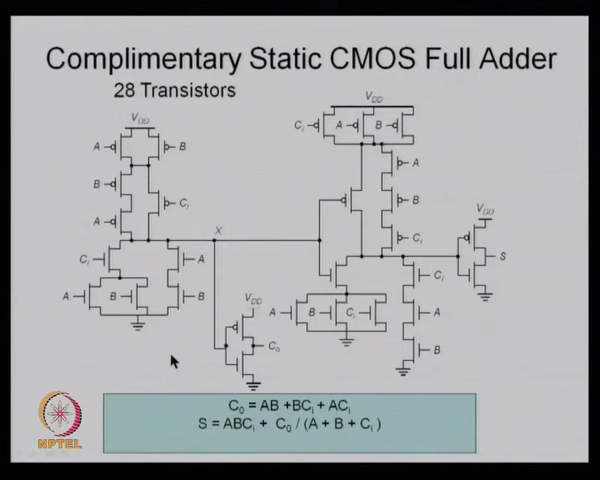 Complimentary Static CMOS Full Adder
28 Transistors
VDD
VDD
Ci A B
A B
A
B
B
VDD
Ci
A
X
Ci
S
Ci A
Ci
A B B
VDD
A B Ci
A
C0
B
C0 = AB +BCi + ACi
S = ABCi + C0 / (A + B + Ci )
NPTEL